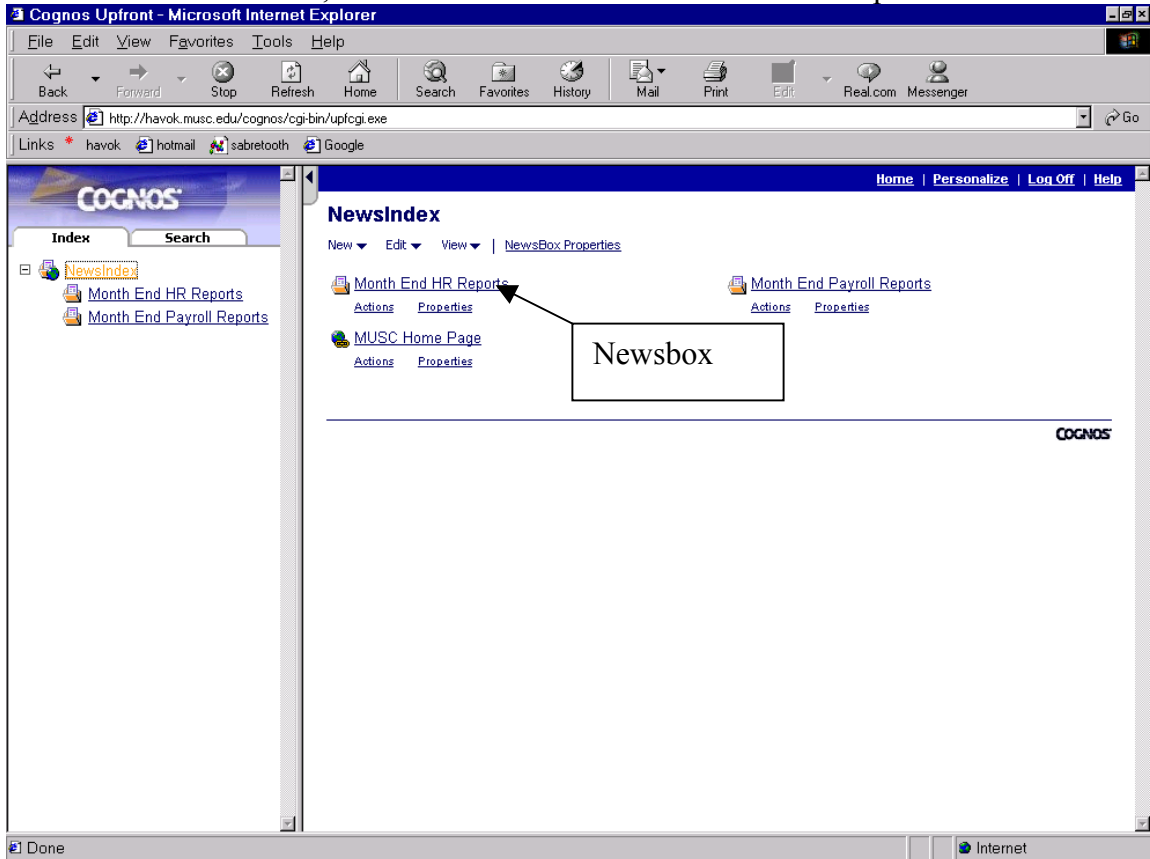 Cognos Upfront - Microsoft Internet Explorer
File Edit View Favorites Tools Help
Back Forward Stop Refresh Home Search Favorites History Mail Print Edit Real.com Messenger
Address http://havok.musc.edu/cognos/cgi-bin/upfcgi.exe Go
Links havok hotmail sabretooth Google
COGNOS
Home | Personalize | Log Off | Help
Index Search
NewsIndex
Month End HR Reports
Month End Payroll Reports
NewsIndex
New Edit View | NewsBox Properties
Month End HR Reports Month End Payroll Reports
Actions Properties Actions Properties
MUSC Home Page
Actions Properties
Newsbox
COGNOS
Done Internet